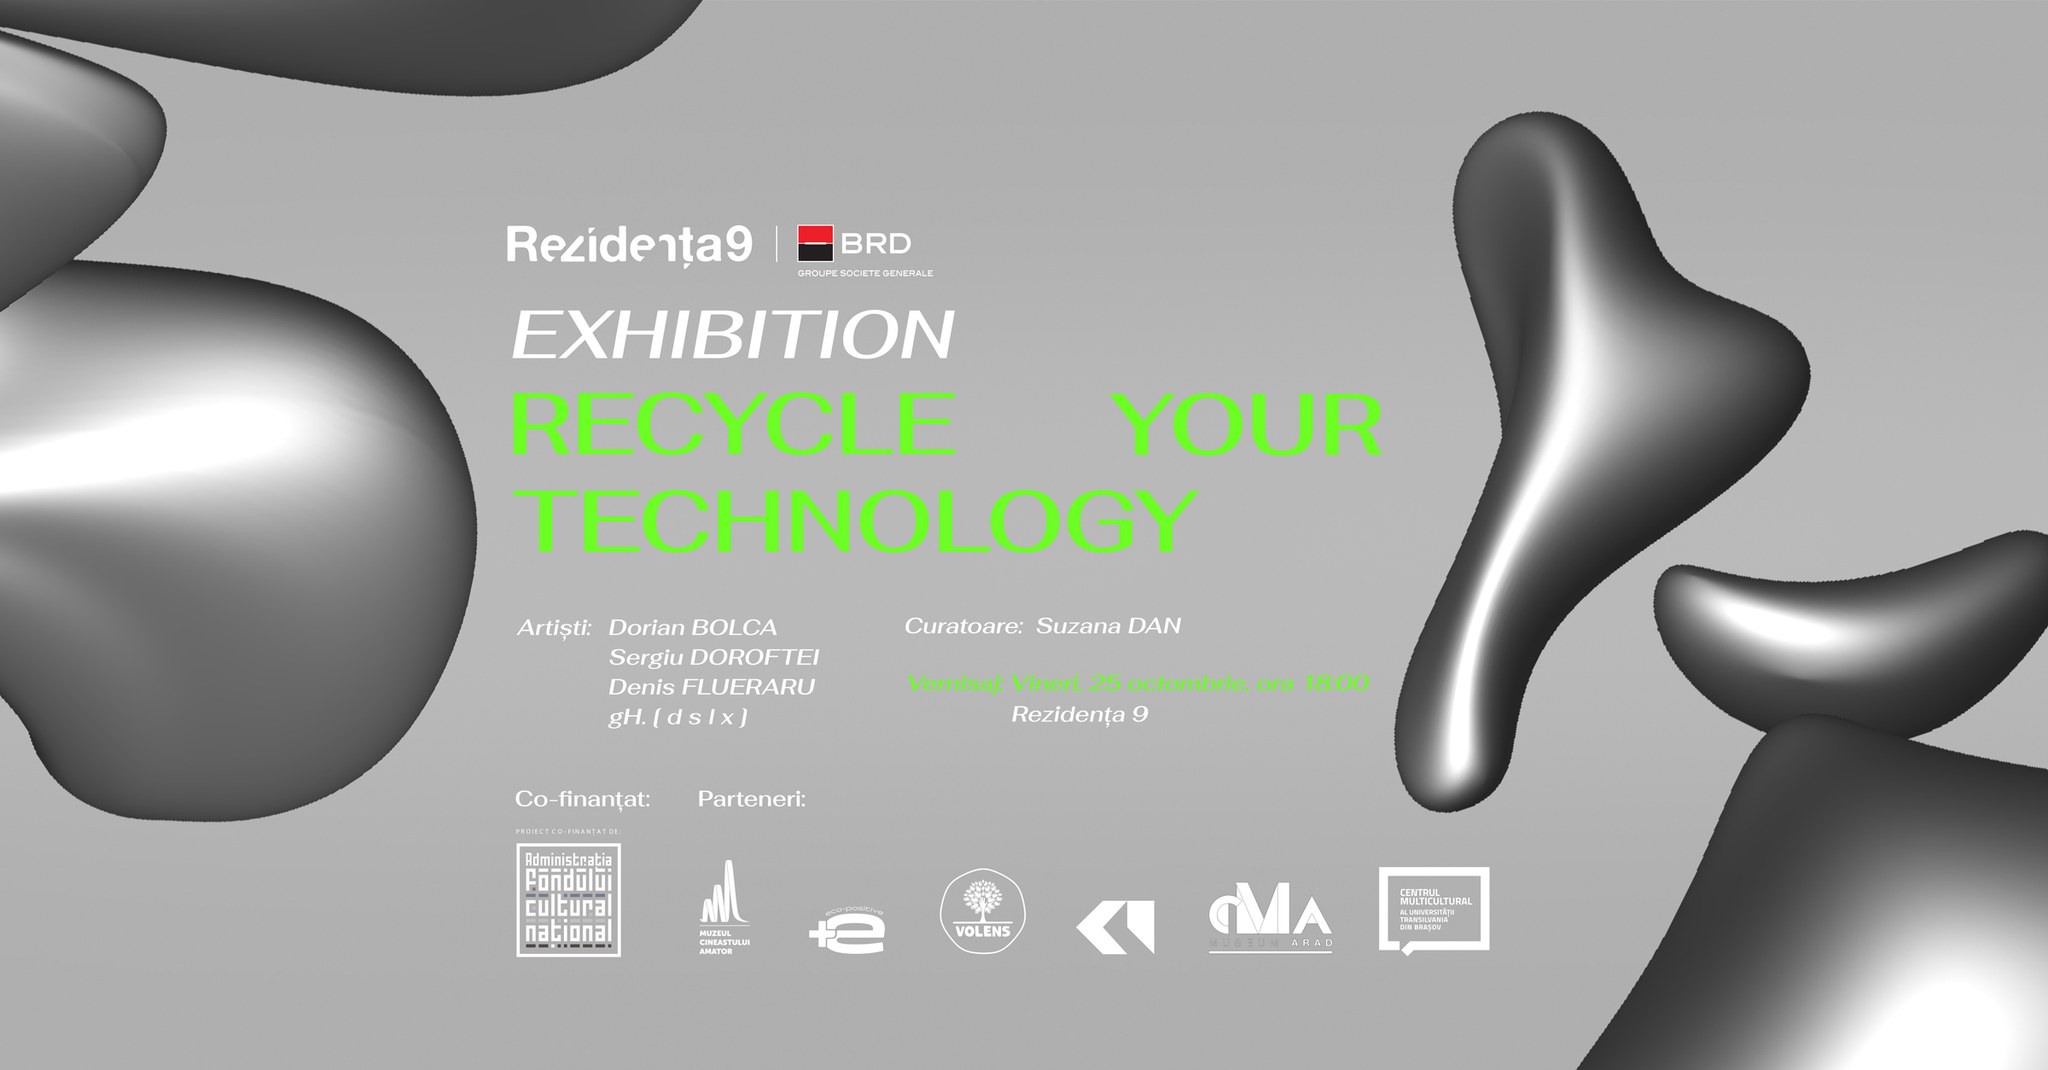 Rezidența9 | BRD
GROUPE SOCIETE GENERALE
EXHIBITION
RECYCLE YOUR
TECHNOLOGY
Artiști: Dorian BOLCA
Sergiu DOROFTEI
Denis FLUERARU
gH. ( d s l x )
Curatoare: Suzana DAN
Vernisaj: Vineri, 25 octombrie, ora 18:00
Rezidența 9
Co-finanțat:
Parteneri:
PROIECT CO-FINANȚAT DE:
Administrația
fondului
cultural
național
MUZEUL
CINEASTULUI
AMATOR
eco-positive
+e
VOLENS
CMA
MUSEUM ARAD
CENTRUL
MULTICULTURAL
AL UNIVERSITĂȚII
TRANSILVANIA
DIN BRAȘOV